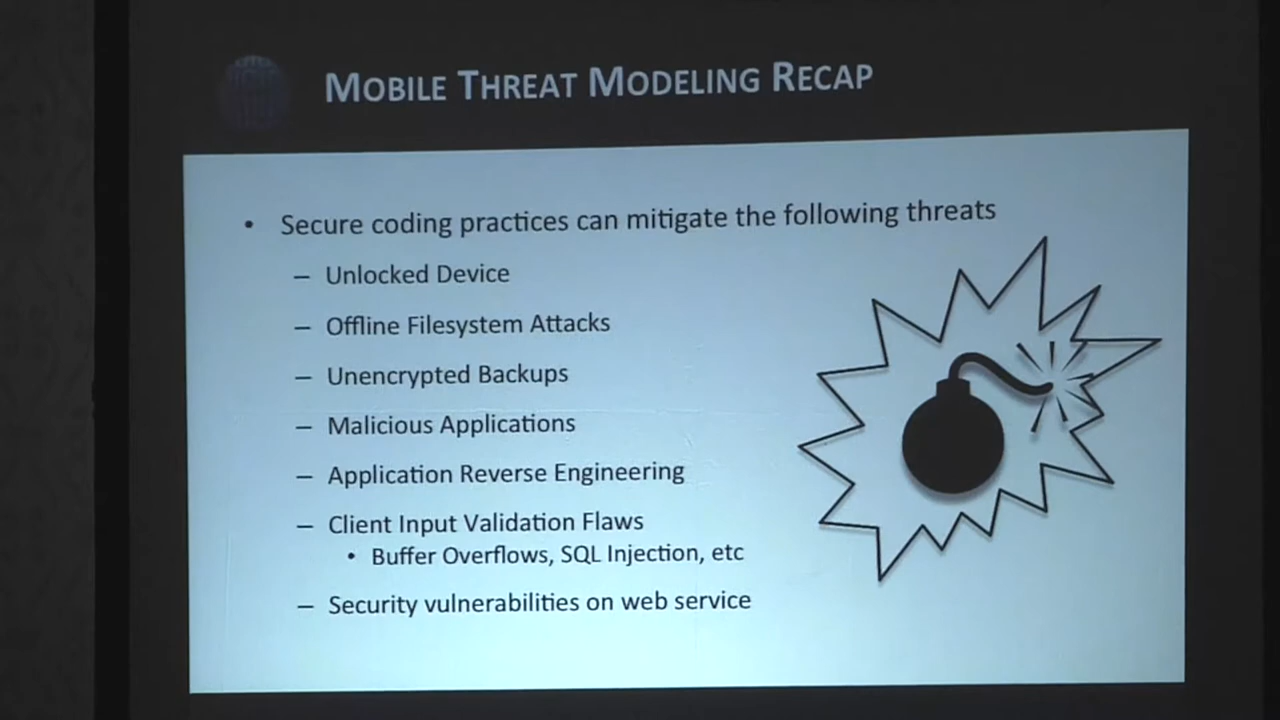 MOBILE THREAT MODELING RECAP
• Secure coding practices can mitigate the following threats
– Unlocked Device
– Offline Filesystem Attacks
– Unencrypted Backups
– Malicious Applications
– Application Reverse Engineering
– Client Input Validation Flaws
• Buffer Overflows, SQL Injection, etc
– Security vulnerabilities on web service